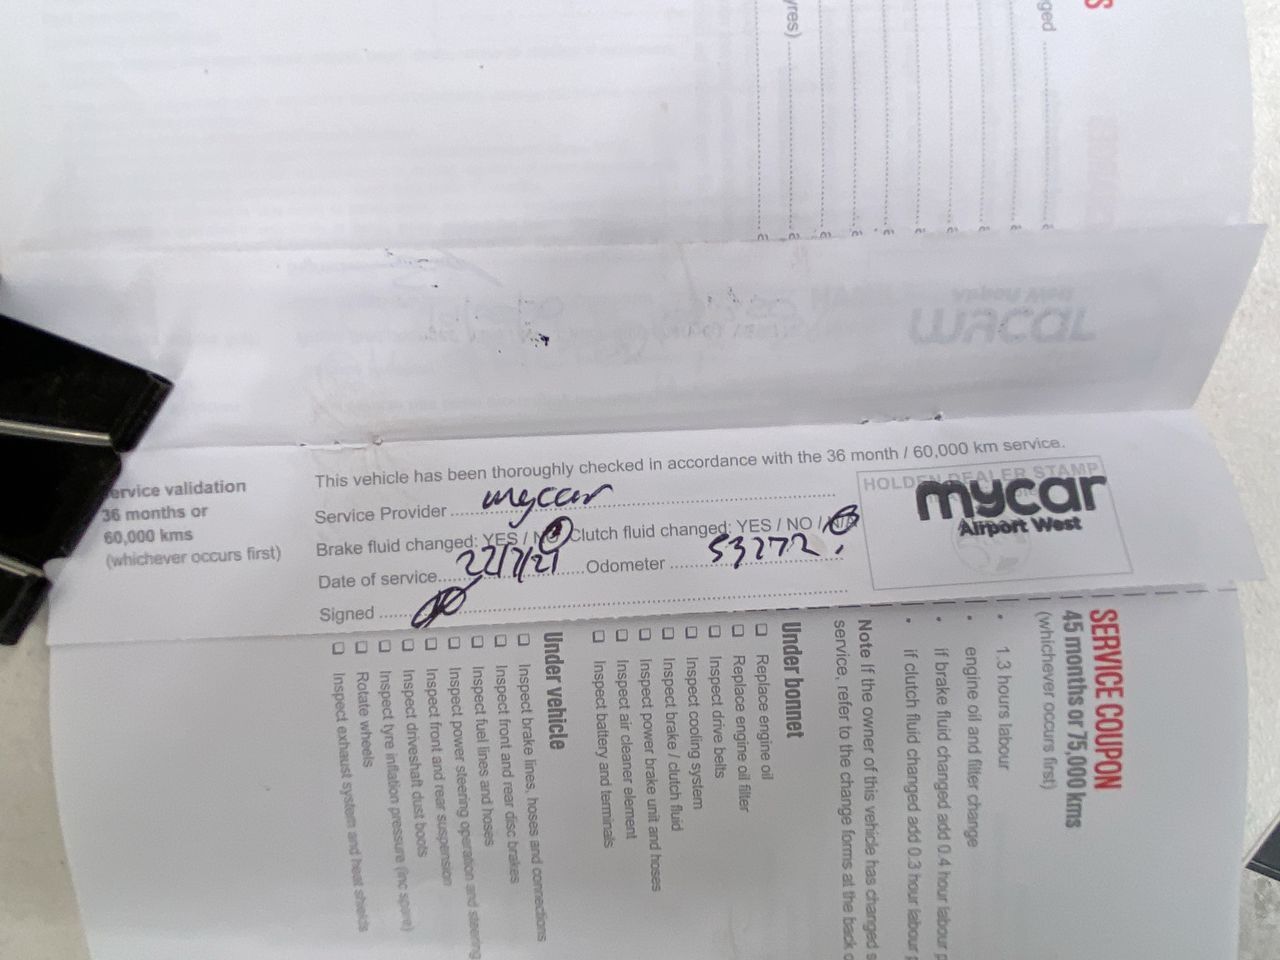 yres)
ged
ervice validation
36 months or
60,000 kms
(whichever occurs first)
This vehicle has been thoroughly checked in accordance with the 36 month / 60,000 km service.
Service Provider mycar
Brake fluid changed: YES / NO Clutch fluid changed: YES / NO / N/A
Date of service 22/7/21 Odometer 53272
Signed
HOLDEN DEALER STAMP
mycar
Airport West
SERVICE COUPON
45 months or 75,000 kms
(whichever occurs first)
• 1.3 hours labour
• engine oil and filter change
• if brake fluid changed add 0.4 hour labour p
• if clutch fluid changed add 0.3 hour labour p
Note If the owner of this vehicle has changed s
service, refer to the change forms at the back o
Under bonnet
Replace engine oil
Replace engine oil filter
Inspect drive belts
Inspect cooling system
Inspect brake / clutch fluid
Inspect power brake unit and hoses
Inspect air cleaner element
Inspect battery and terminals
Under vehicle
Inspect brake lines, hoses and connections
Inspect front and rear disc brakes
Inspect fuel lines and hoses
Inspect power steering operation and steering
Inspect front and rear suspension
Inspect driveshaft dust boots
Inspect tyre inflation pressure (inc spare)
Rotate wheels
Inspect exhaust system and heat shields